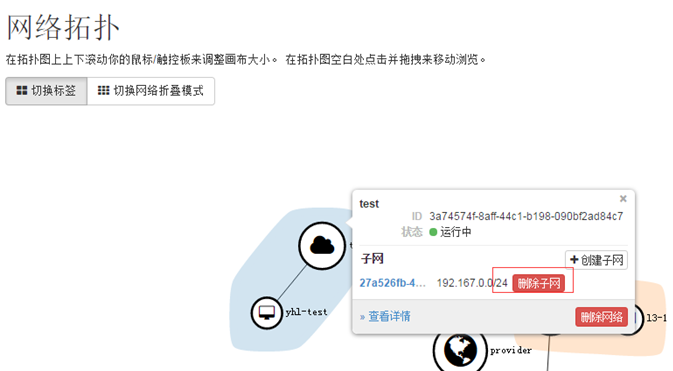 网络拓扑
在拓扑图上上下滚动你的鼠标/触控板来调整画布大小。 在拓扑图空白处点击并拖拽来移动浏览。
切换标签 切换网络折叠模式
test ×
ID 3a74574f-8aff-44c1-b198-090bf2ad84c7
状态 运行中
子网 +创建子网
27a526fb-4... 192.167.0.0/24 删除子网
» 查看详情 删除网络
yhl-test
l3-1
provider